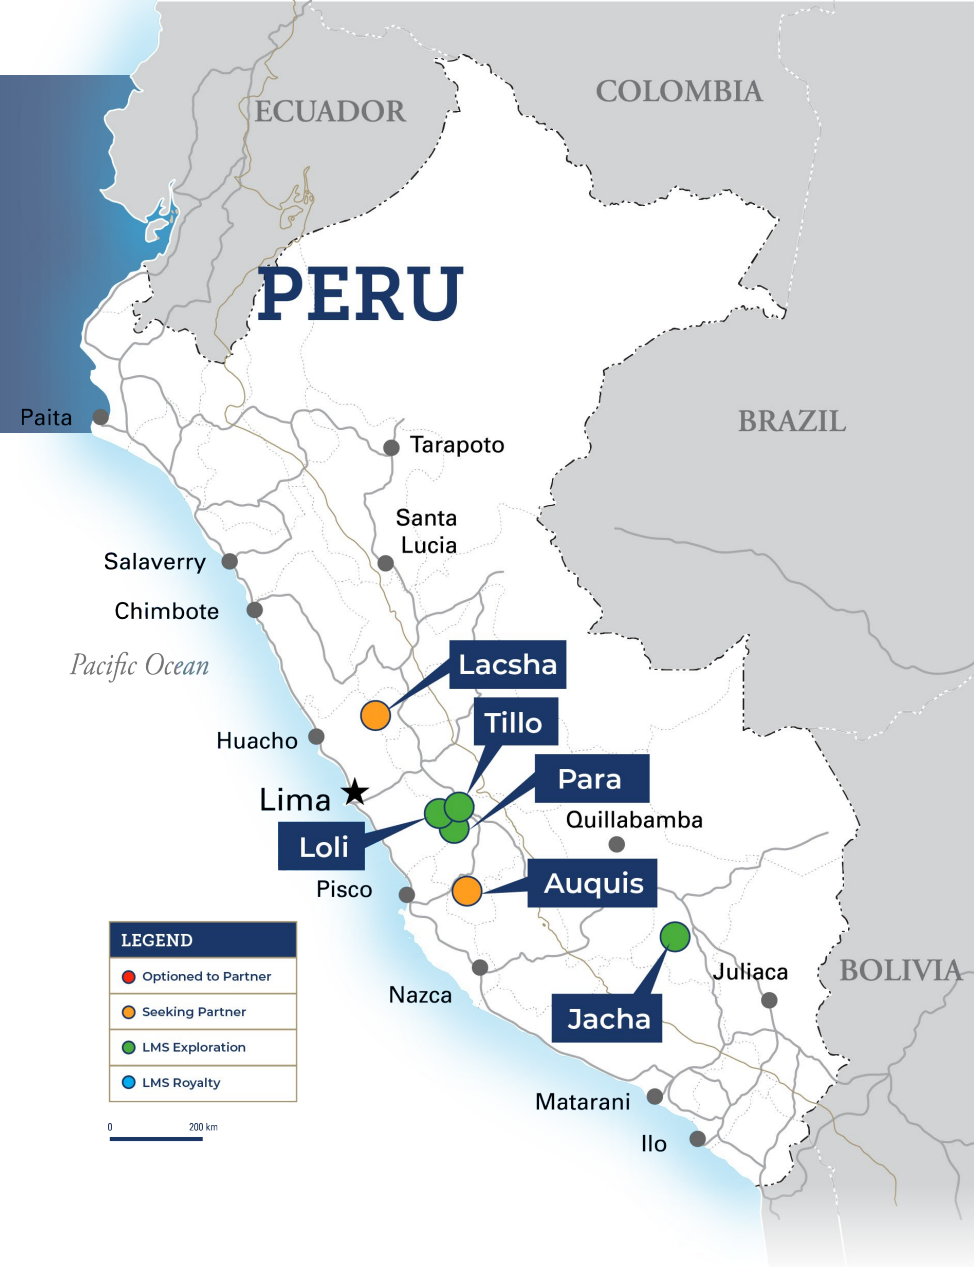 COLOMBIA
ECUADOR
PERU
BRAZIL
Paita
Tarapoto
Santa
Lucia
Salaverry
Chimbote
Pacific Ocean
Lacsha
Tillo
Huacho
Para
Lima
Quillabamba
Loli
Auquis
Pisco
LEGEND
Optioned to Partner
Seeking Partner
LMS Exploration
LMS Royalty
0 200 km
Juliaca
BOLIVIA
Nazca
Jacha
Matarani
Ilo